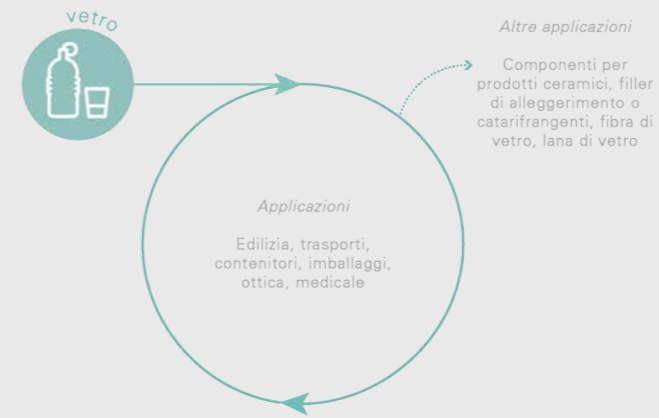 vetro
Altre applicazioni
Componenti per
prodotti ceramici, filler
di alleggerimento o
catarifrangenti, fibra di
vetro, lana di vetro
Applicazioni
Edilizia, trasporti,
contenitori, imballaggi,
ottica, medicale